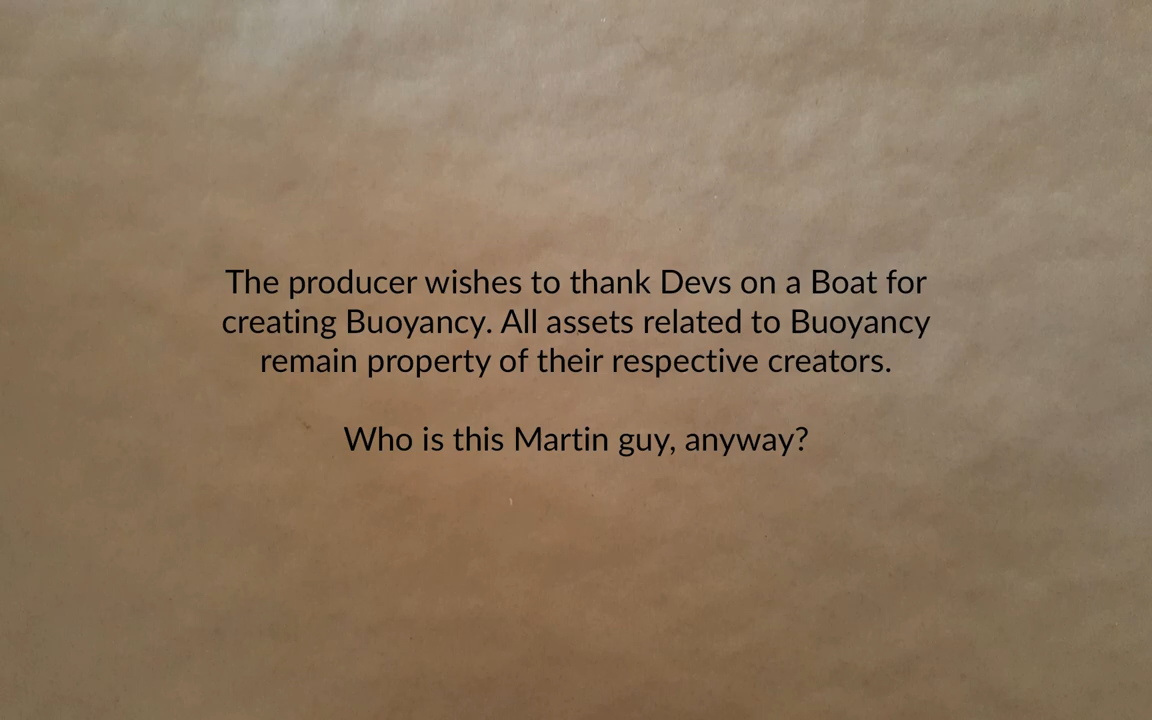 The producer wishes to thank Devs on a Boat for
creating Buoyancy. All assets related to Buoyancy
remain property of their respective creators.
Who is this Martin guy, anyway?